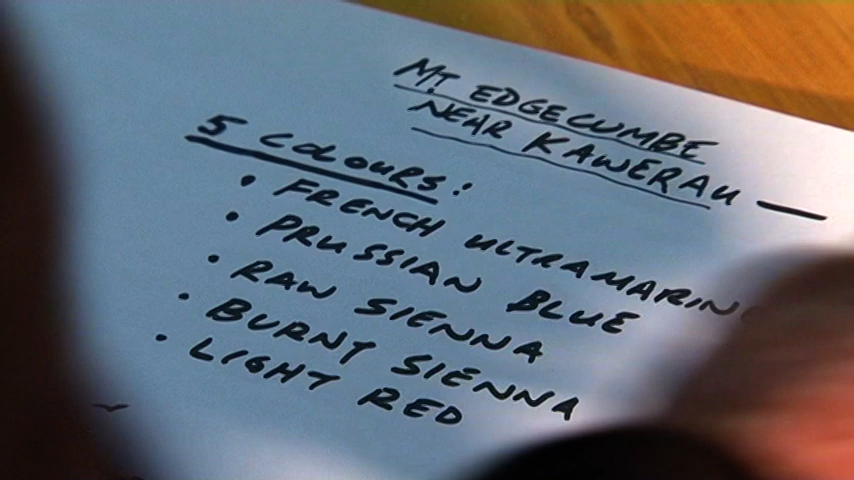 MT EDGECUMBE
NEAR KAWERAU —
5 COLOURS:
• FRENCH ULTRAMARINE
• PRUSSIAN BLUE
• RAW SIENNA
• BURNT SIENNA
• LIGHT RED